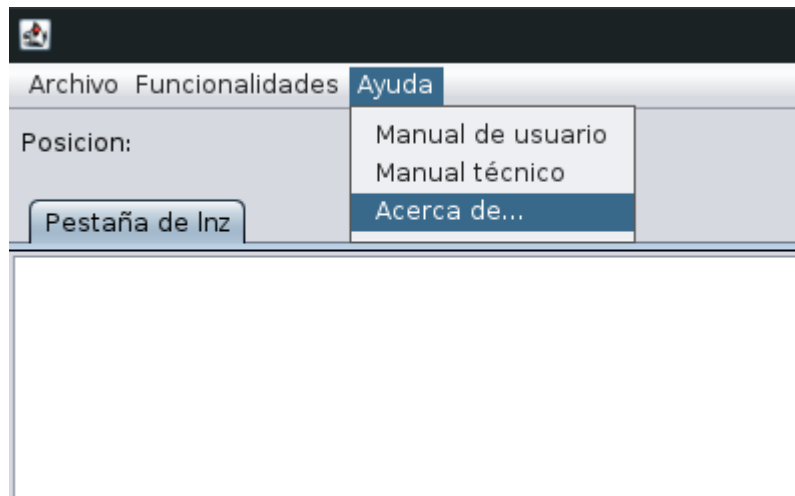 Archivo Funcionalidades Ayuda
Posicion:
Manual de usuario
Manual técnico
Acerca de...
Pestaña de lnz